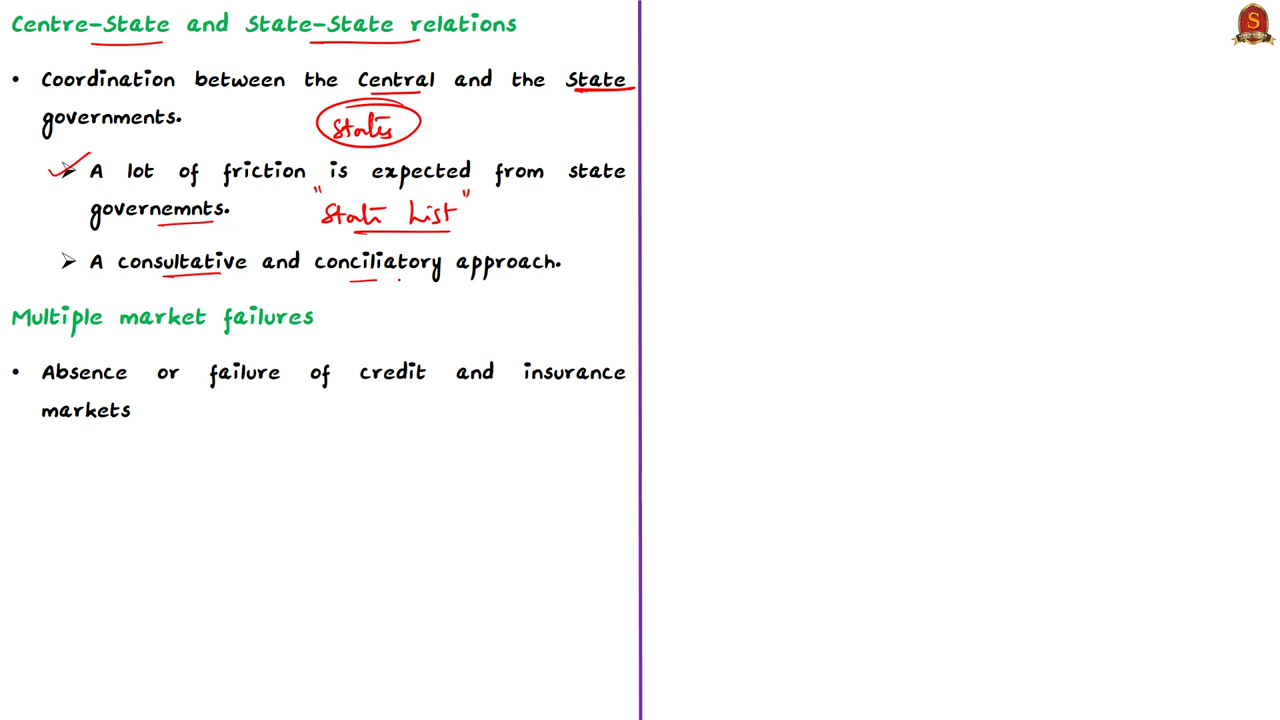 Centre-State and State-State relations
• Coordination between the Central and the State
governments.
States
➢ A lot of friction is expected from state
governemnts.
"State List"
➢ A consultative and conciliatory approach.
Multiple market failures
• Absence or failure of credit and insurance
markets
S